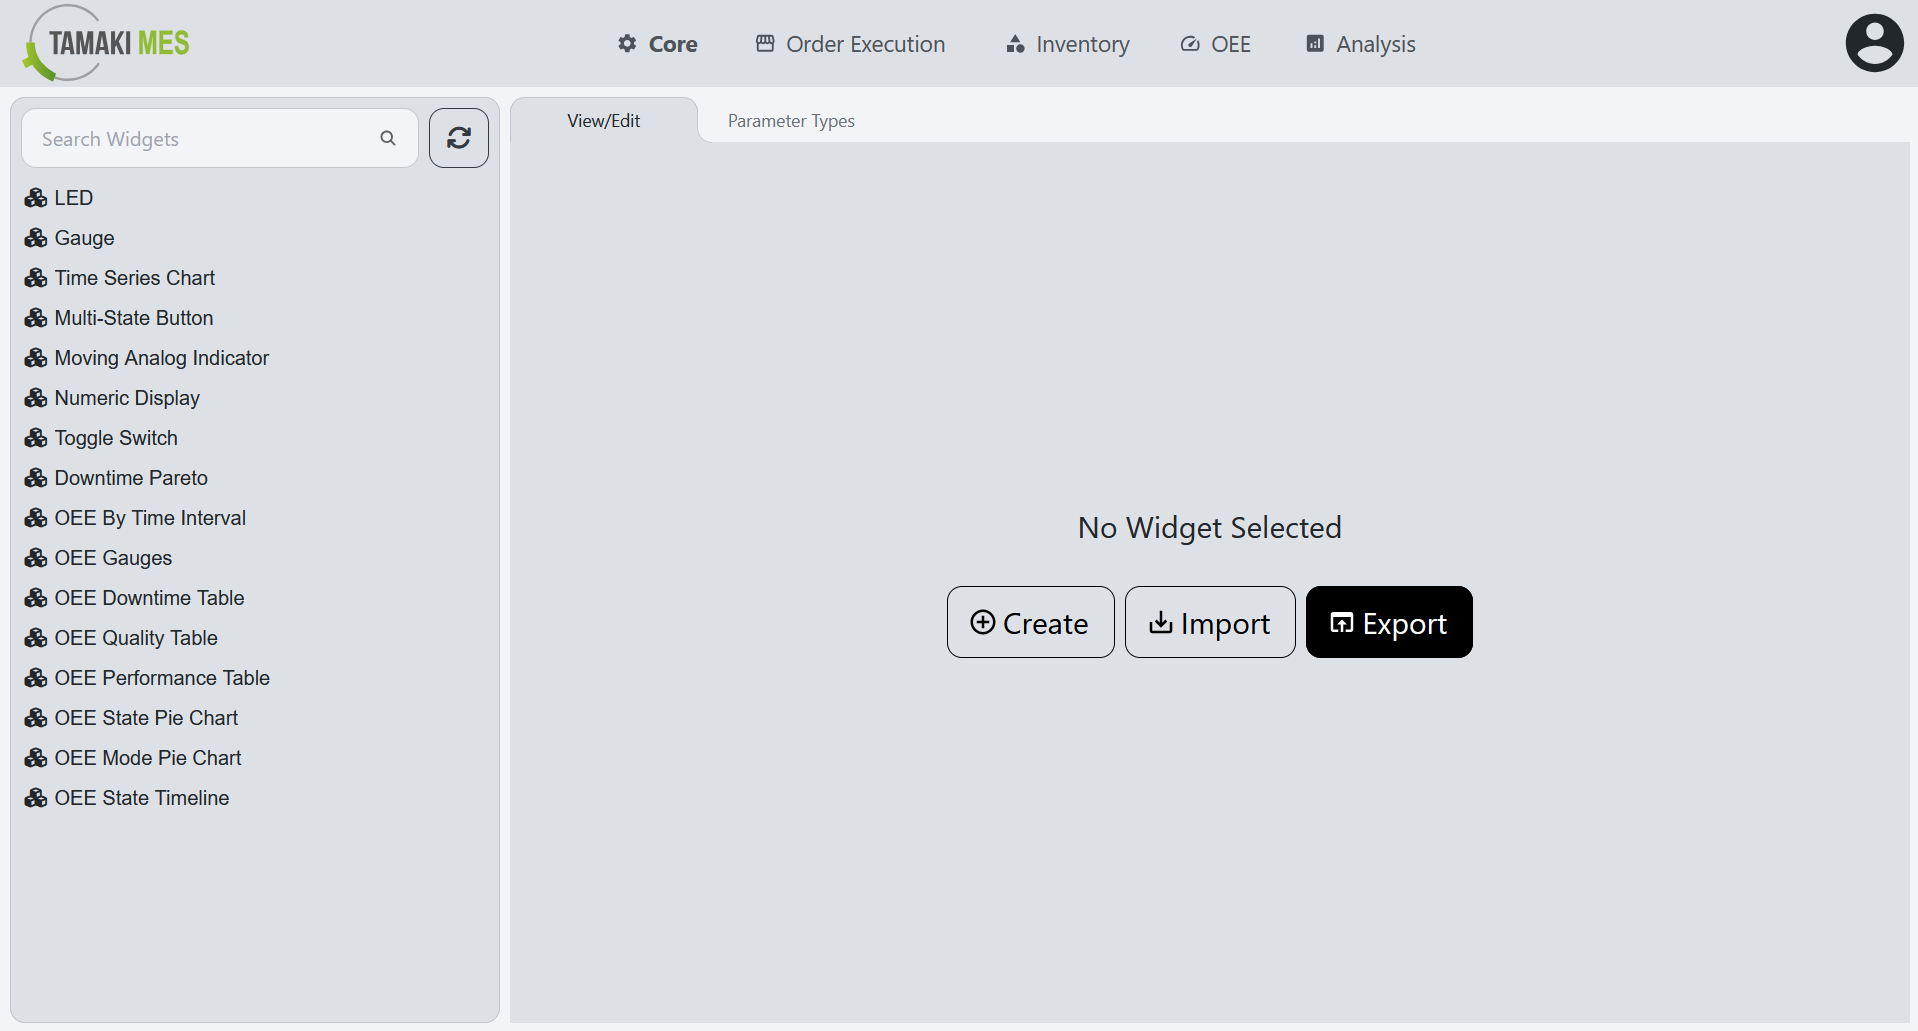 TAMAKI MES
Core
Order Execution
Inventory
OEE
Analysis
Search Widgets
View/Edit
Parameter Types
LED
Gauge
Time Series Chart
Multi-State Button
Moving Analog Indicator
Numeric Display
Toggle Switch
Downtime Pareto
OEE By Time Interval
OEE Gauges
OEE Downtime Table
OEE Quality Table
OEE Performance Table
OEE State Pie Chart
OEE Mode Pie Chart
OEE State Timeline
No Widget Selected
Create
Import
Export